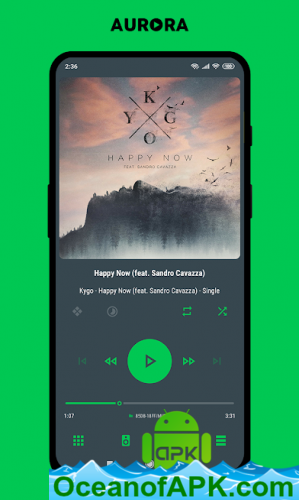 AURORA
2:36
K
Y G
O
HAPPY NOW
FEAT. SANDRO CAVAZZA
Happy Now (feat. Sandro Cavazza)
Kygo - Happy Now (feat. Sandro Cavazza) - Single
1:07
3:31
apk
OceanofAPK.com